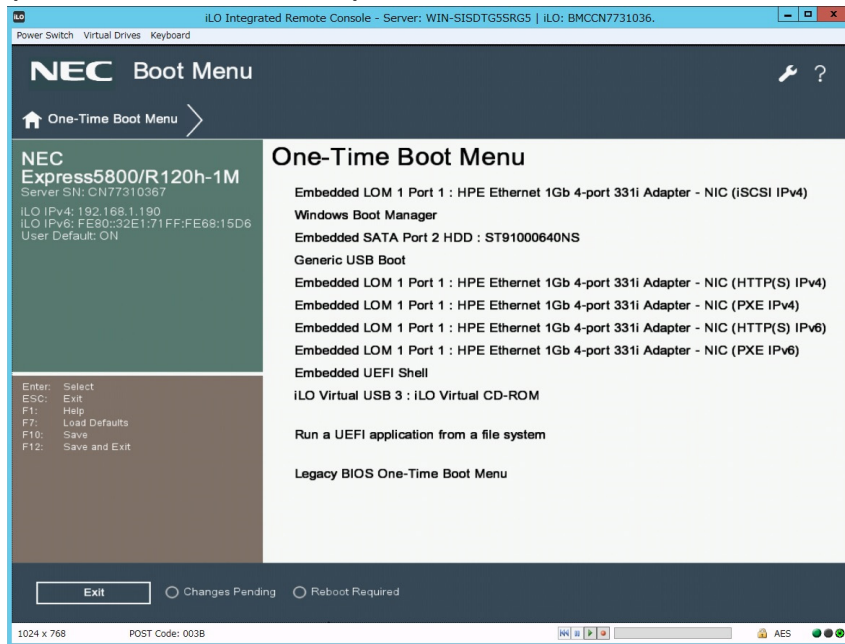 iLO
iLO Integrated Remote Console - Server: WIN-SISDTG5SRG5 | iLO: BMCCN7731036.
Power Switch Virtual Drives Keyboard
NEC Boot Menu
?
One-Time Boot Menu
NEC
Express5800/R120h-1M
Server SN: CN77310367
iLO IPv4: 192.168.1.190
iLO IPv6: FE80::32E1:71FF:FE68:15D6
User Default: ON
Enter: Select
ESC: Exit
F1: Help
F7: Load Defaults
F10: Save
F12: Save and Exit
One-Time Boot Menu
Embedded LOM 1 Port 1 : HPE Ethernet 1Gb 4-port 331i Adapter - NIC (iSCSI IPv4)
Windows Boot Manager
Embedded SATA Port 2 HDD : ST91000640NS
Generic USB Boot
Embedded LOM 1 Port 1 : HPE Ethernet 1Gb 4-port 331i Adapter - NIC (HTTP(S) IPv4)
Embedded LOM 1 Port 1 : HPE Ethernet 1Gb 4-port 331i Adapter - NIC (PXE IPv4)
Embedded LOM 1 Port 1 : HPE Ethernet 1Gb 4-port 331i Adapter - NIC (HTTP(S) IPv6)
Embedded LOM 1 Port 1 : HPE Ethernet 1Gb 4-port 331i Adapter - NIC (PXE IPv6)
Embedded UEFI Shell
iLO Virtual USB 3 : iLO Virtual CD-ROM
Run a UEFI application from a file system
Legacy BIOS One-Time Boot Menu
Exit Changes Pending Reboot Required
1024 x 768 POST Code: 003B AES